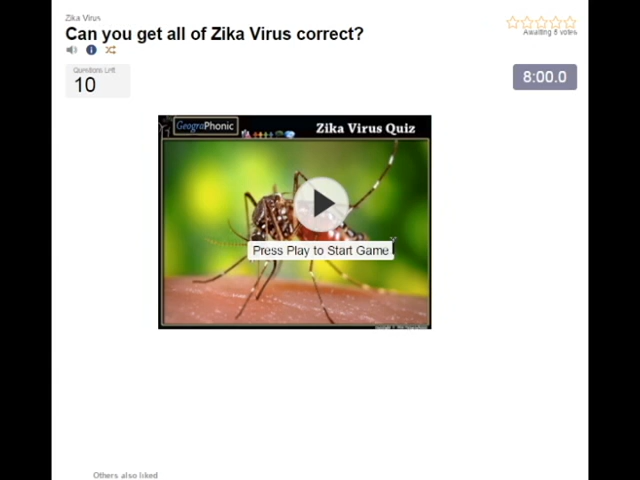 Zika Virus
Can you get all of Zika Virus correct?
Awaiting 5 votes
Questions Left
10
8:00.0
GeograPhonic
Zika Virus Quiz
Press Play to Start Game
Others also liked